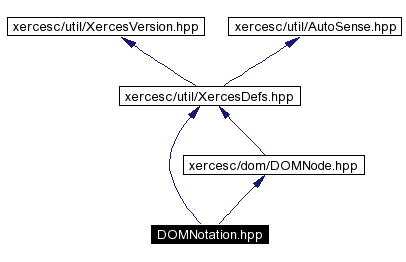 xercesc/util/XercesVersion.hpp
xercesc/util/AutoSense.hpp
xercesc/util/XercesDefs.hpp
xercesc/dom/DOMNode.hpp
DOMNotation.hpp